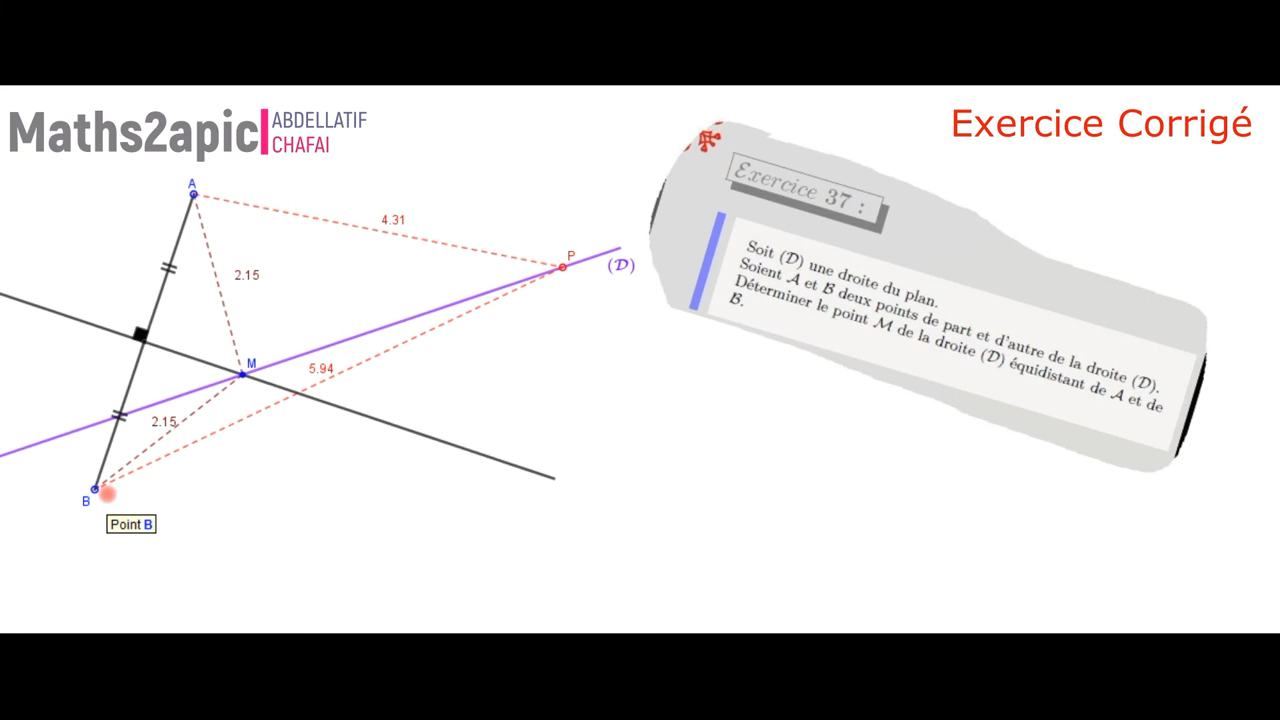 Maths2apic
ABDELLATIF
CHAFAI
Exercice Corrigé
Exercice 37 :
Soit (D) une droite du plan.
Soient A et B deux points de part et d'autre de la droite (D).
Déterminer le point M de la droite (D) équidistant de A et de
B.
A
4.31
P
(D)
2.15
M
5.94
2.15
B
Point B